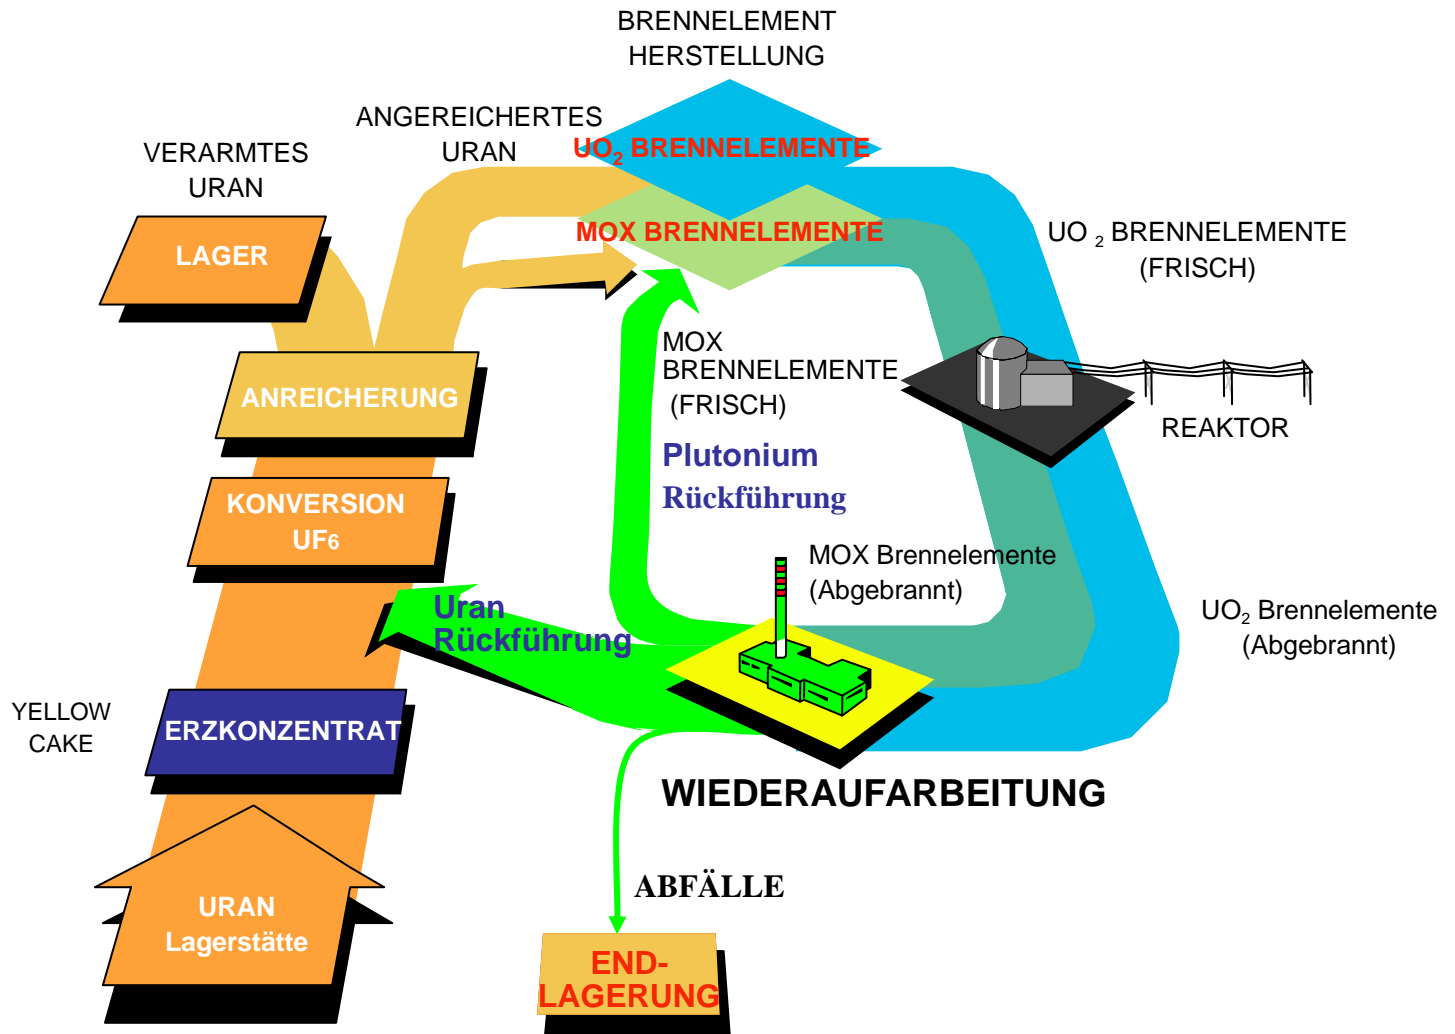 BRENNELEMENT
HERSTELLUNG
ANGEREICHERTES
URAN
UO₂ BRENNELEMENTE
VERARMTES
URAN
LAGER
MOX BRENNELEMENTE
UO ₂ BRENNELEMENTE
(FRISCH)
MOX
BRENNELEMENTE
(FRISCH)
ANREICHERUNG
REAKTOR
Plutonium
Rückführung
KONVERSION
UF6
MOX Brennelemente
(Abgebrannt)
Uran
Rückführung
UO₂ Brennelemente
(Abgebrannt)
YELLOW
CAKE
ERZKONZENTRAT
WIEDERAUFARBEITUNG
ABFÄLLE
URAN
Lagerstätte
END-
LAGERUNG